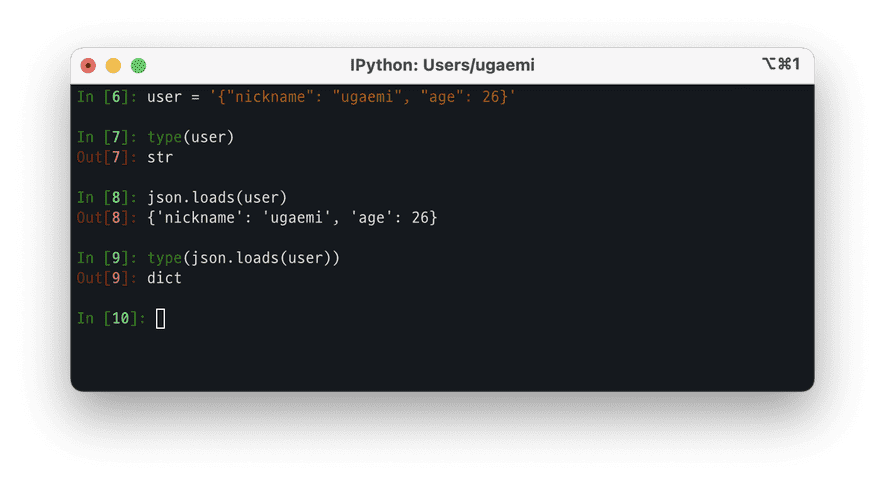 IPython: Users/ugaemi
⌥⌘1
In [6]: user = '{"nickname": "ugaemi", "age": 26}'
In [7]: type(user)
Out[7]: str
In [8]: json.loads(user)
Out[8]: {'nickname': 'ugaemi', 'age': 26}
In [9]: type(json.loads(user))
Out[9]: dict
In [10]: